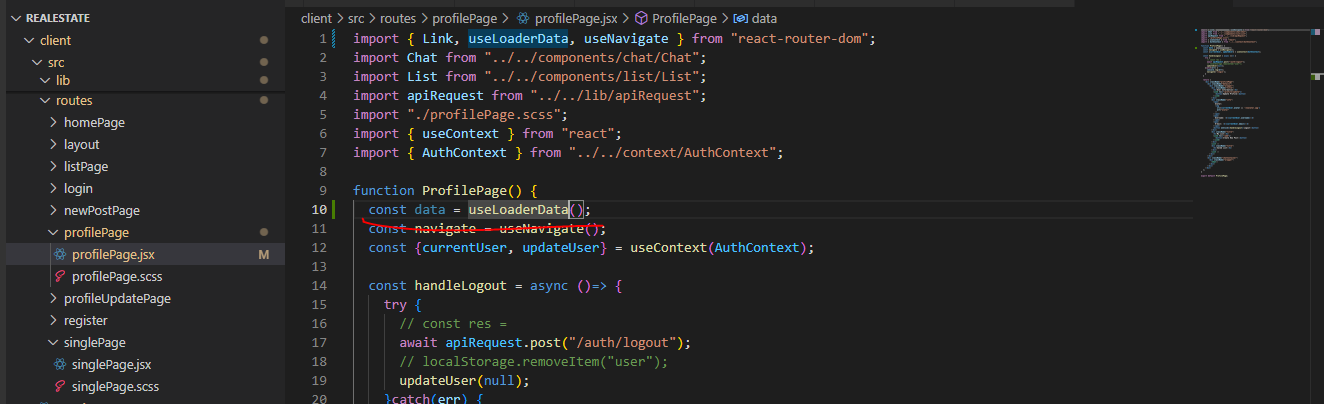 REALESTATE
client
src
lib
routes
homePage
layout
listPage
login
newPostPage
profilePage
profilePage.jsx M
profilePage.scss
profileUpdatePage
register
singlePage
singlePage.jsx
singlePage.scss
client > src > routes > profilePage > profilePage.jsx > ProfilePage > data
1 import { Link, useLoaderData, useNavigate } from "react-router-dom";
2 import Chat from "../../components/chat/Chat";
3 import List from "../../components/list/List";
4 import apiRequest from "../../lib/apiRequest";
5 import "./profilePage.scss";
6 import { useContext } from "react";
7 import { AuthContext } from "../../context/AuthContext";
8
9 function ProfilePage() {
10 const data = useLoaderData();
11 const navigate = useNavigate();
12 const {currentUser, updateUser} = useContext(AuthContext);
13
14 const handleLogout = async ()=> {
15 try {
16 // const res =
17 await apiRequest.post("/auth/logout");
18 // localStorage.removeItem("user");
19 updateUser(null);
20 }catch(err) {